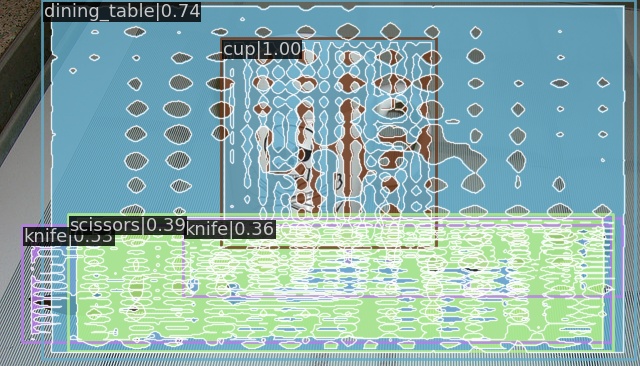 dining_table|0.74
cup|1.00
scissors|0.39
knife|0.36
knife|0.53